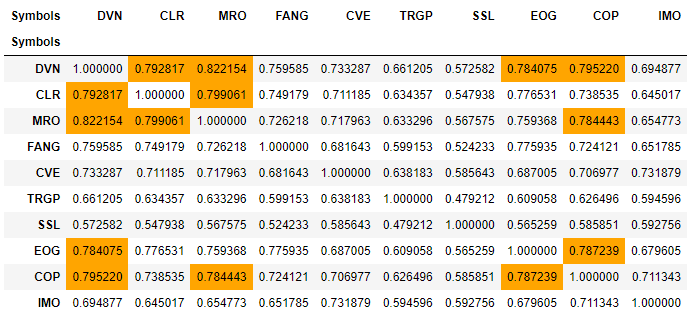 Symbols DVN CLR MRO FANG CVE TRGP SSL EOG COP IMO
Symbols
DVN 1.000000 0.792817 0.822154 0.759585 0.733287 0.661205 0.572582 0.784075 0.795220 0.694877
CLR 0.792817 1.000000 0.799061 0.749179 0.711185 0.634357 0.547938 0.776531 0.738535 0.645017
MRO 0.822154 0.799061 1.000000 0.726218 0.717963 0.633296 0.567575 0.759368 0.784443 0.654773
FANG 0.759585 0.749179 0.726218 1.000000 0.681643 0.599153 0.524233 0.775935 0.724121 0.651785
CVE 0.733287 0.711185 0.717963 0.681643 1.000000 0.638183 0.585643 0.687005 0.706977 0.731879
TRGP 0.661205 0.634357 0.633296 0.599153 0.638183 1.000000 0.479212 0.609058 0.626496 0.594596
SSL 0.572582 0.547938 0.567575 0.524233 0.585643 0.479212 1.000000 0.565259 0.585851 0.592756
EOG 0.784075 0.776531 0.759368 0.775935 0.687005 0.609058 0.565259 1.000000 0.787239 0.679605
COP 0.795220 0.738535 0.784443 0.724121 0.706977 0.626496 0.585851 0.787239 1.000000 0.711343
IMO 0.694877 0.645017 0.654773 0.651785 0.731879 0.594596 0.592756 0.679605 0.711343 1.000000